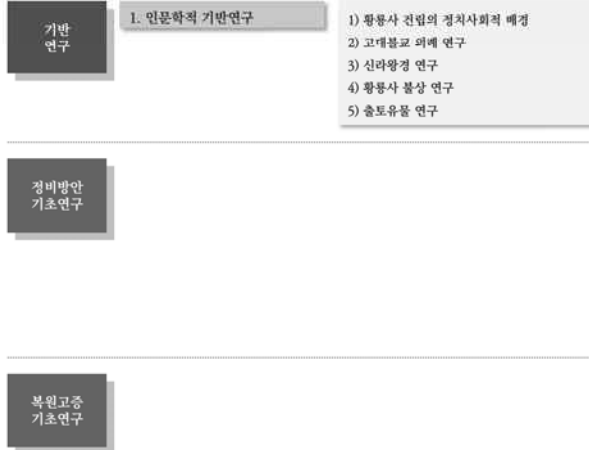 기반
연구
I. 인문학적 기반연구
1) 황룡사 건립의 정치사회적 배경
2) 고대불교 의례 연구
3) 신라왕경 연구
4) 황룡사 불상 연구
5) 출토유물 연구
정비방안
기초연구
복원고증
기초연구